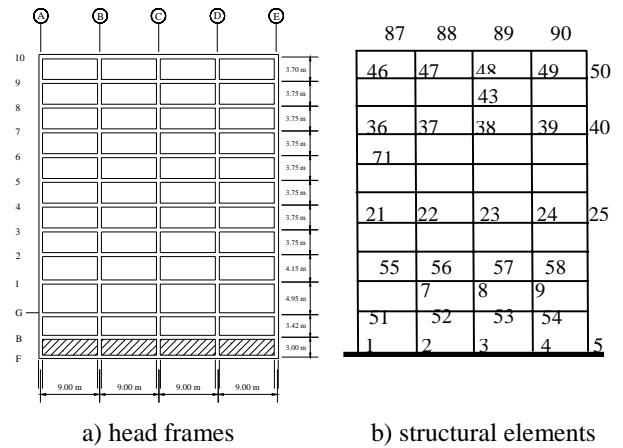 A B C D E
10
9
8
7
6
5
4
3
2
1
G
B
F
3.70 m
3.75 m
3.75 m
3.75 m
3.75 m
3.75 m
3.75 m
3.75 m
4.15 m
4.95 m
3.42 m
3.00 m
9.00 m 9.00 m 9.00 m 9.00 m
a) head frames
87 88 89 90
46 47 48 49 50
43
36 37 38 39 40
71
21 22 23 24 25
55 56 57 58
7 8 9
51 52 53 54
1 2 3 4 5
b) structural elements